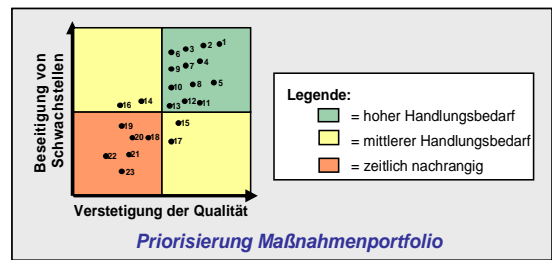 Beseitigung von
Schwachstellen
6 3 2 1
9 7 4
10 8 5
13 12 11
16 14
15
17
19
20 18
22 21
23
Verstetigung der Qualität
Legende:
= hoher Handlungsbedarf
= mittlerer Handlungsbedarf
= zeitlich nachrangig
Priorisierung Maßnahmenportfolio